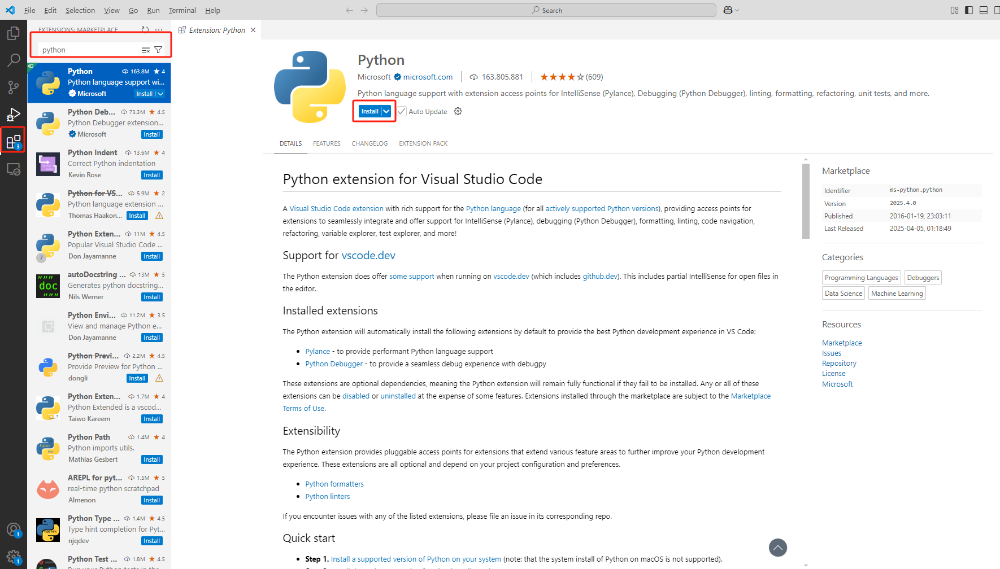 File Edit Selection View Go Run Terminal Help
Search
EXTENSIONS: MARKETPLACE
Extension: Python
python
Python 163.8M 4
Python language support wi...
Microsoft Install
Python Deb... 73.3M 4.5
Python Debugger extension...
Microsoft Install
Python Indent 13.6M 4
Correct Python indentation
Kevin Rose Install
Python for VS... 5.9M 2
Python language extension ...
Thomas Haakon... Install
Python Exten... 11M 4.5
Popular Visual Studio Code ...
7
Don Jayamanne Install
autoDocstring ... 13M 5
"""
doc
"""
Generates python docstring...
Nils Werner Install
Python Envi... 11.2M 3.5
View and manage Python e...
Don Jayamanne Install
Python Previ... 2.2M 4.5
Provide Preview for Python ...
dongli Install
Python Exten... 1.7M 4
Python Extended is a vscod...
Taiwo Kareem Install
Python Path 1.4M 4
Python
Path
Python imports utils.
Mathias Gesbert Install
AREPL for pyt... 1.5M 5
real-time python scratchpad
Almenon Install
Python Type ... 1.4M 4.5
Type hint
Type hint completion for Pyt...
njqdev Install
Python Test ... 1.8M 4.5
3
1
1
Python
Microsoft microsoft.com 163,805,881 (609)
Python language support with extension access points for IntelliSense (Pylance), Debugging (Python Debugger), linting, formatting, refactoring, unit tests, and more.
Install Auto Update
DETAILS FEATURES CHANGELOG EXTENSION PACK
Python extension for Visual Studio Code
A Visual Studio Code extension with rich support for the Python language (for all actively supported Python versions), providing access points for
extensions to seamlessly integrate and offer support for IntelliSense (Pylance), debugging (Python Debugger), formatting, linting, code navigation,
refactoring, variable explorer, test explorer, and more!
Support for vscode.dev
The Python extension does offer some support when running on vscode.dev (which includes github.dev). This includes partial IntelliSense for open files in
the editor.
Installed extensions
The Python extension will automatically install the following extensions by default to provide the best Python development experience in VS Code:
• Pylance - to provide performant Python language support
• Python Debugger - to provide a seamless debug experience with debugpy
These extensions are optional dependencies, meaning the Python extension will remain fully functional if they fail to be installed. Any or all of these
extensions can be disabled or uninstalled at the expense of some features. Extensions installed through the marketplace are subject to the Marketplace
Terms of Use.
Extensibility
The Python extension provides pluggable access points for extensions that extend various feature areas to further improve your Python development
experience. These extensions are all optional and depend on your project configuration and preferences.
• Python formatters
• Python linters
If you encounter issues with any of the listed extensions, please file an issue in its corresponding repo.
Quick start
• Step 1. Install a supported version of Python on your system (note: that the system install of Python on macOS is not supported).
Marketplace
Identifier ms-python.python
Version 2025.4.0
Published 2016-01-19, 23:03:11
Last Released 2025-04-05, 01:18:49
Categories
Programming Languages Debuggers
Data Science Machine Learning
Resources
Marketplace
Issues
Repository
License
Microsoft